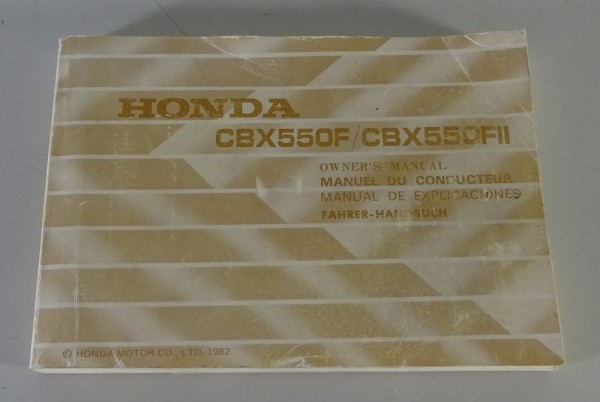 HONDA
CBX550F/CBX550FII
OWNER'S MANUAL
MANUEL DU CONDUCTEUR
MANUAL DE EXPLICACIONES
FAHRER-HANDBUCH
© HONDA MOTOR CO., LTD. 1982